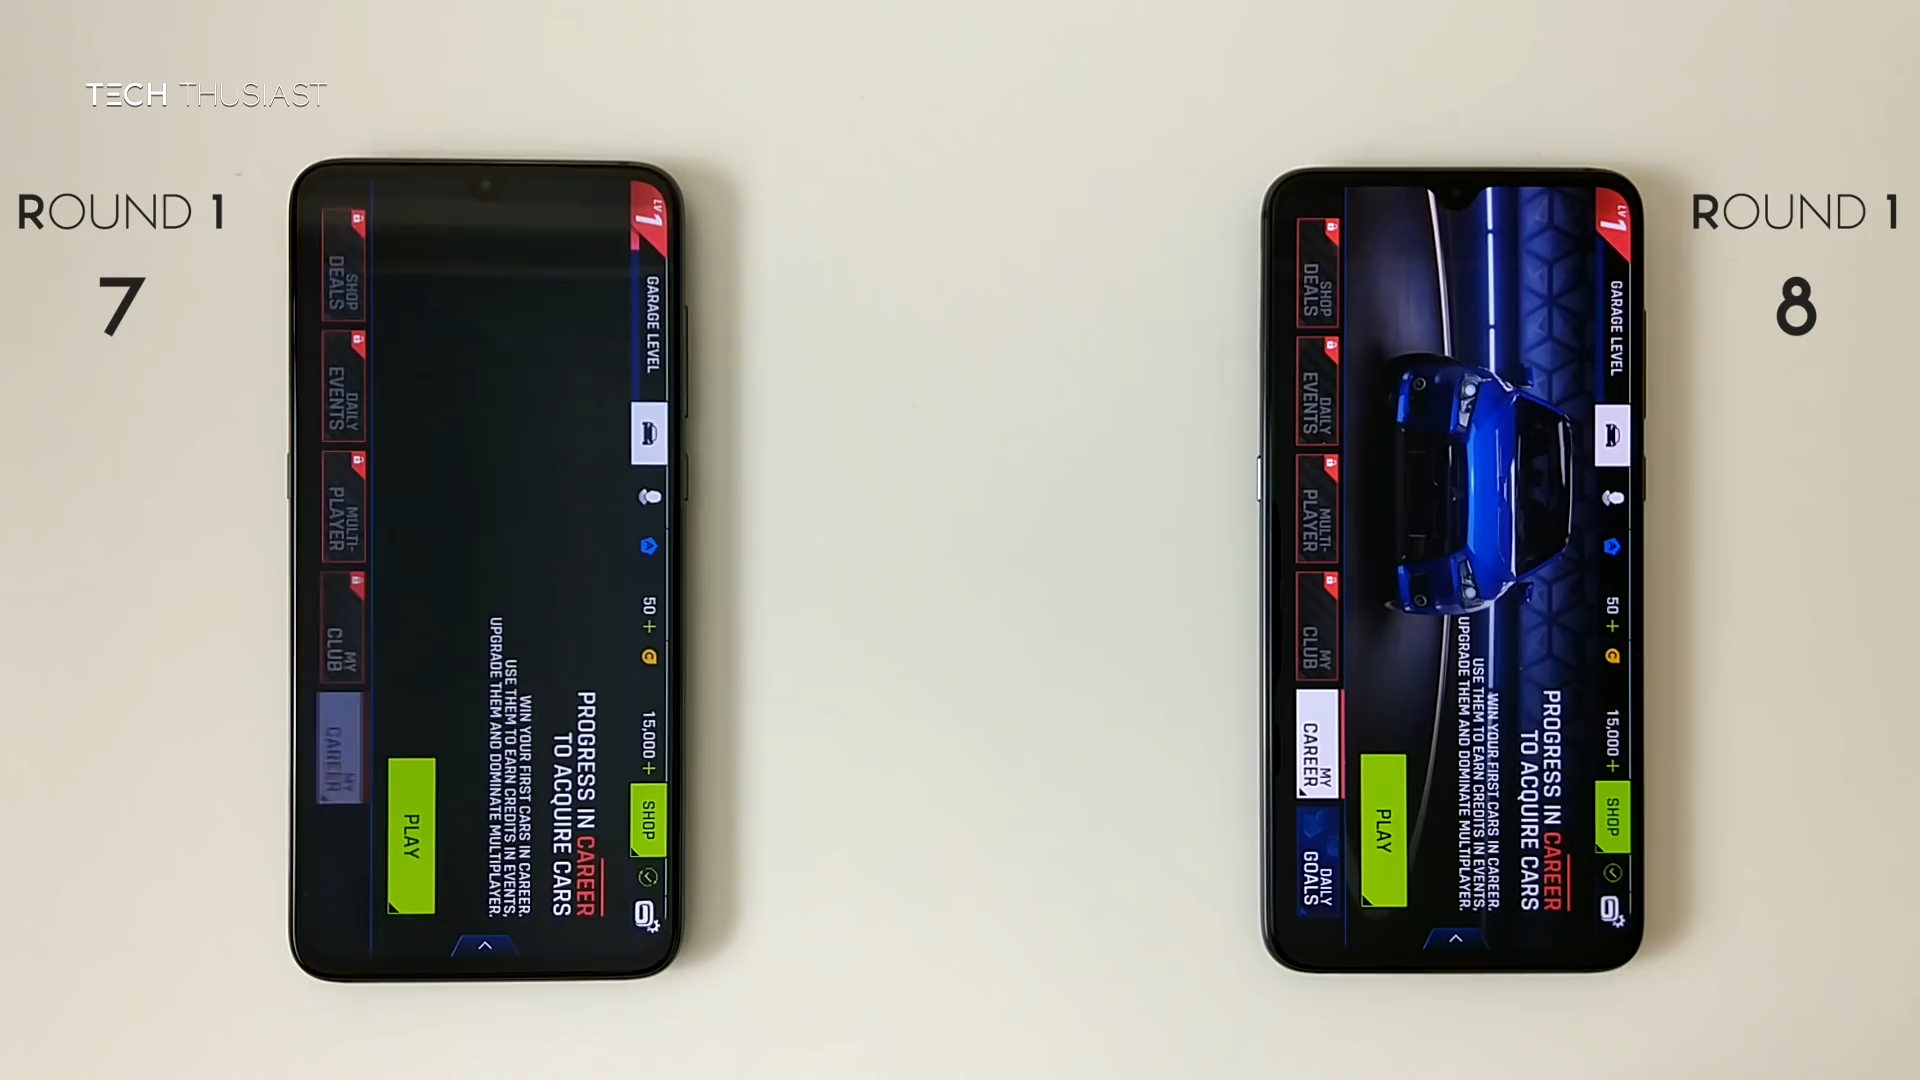 TECH THUSIAST
ROUND 1
7
ROUND 1
8
LV 1
GARAGE LEVEL
50 +
15,000 +
SHOP
PROGRESS IN CAREER
TO ACQUIRE CARS
WIN YOUR FIRST CARS IN CAREER.
USE THEM TO EARN CREDITS IN EVENTS,
UPGRADE THEM AND DOMINATE MULTIPLAYER.
PLAY
SHOP
DEALS
DAILY
EVENTS
MULTI-
PLAYER
MY
CLUB
MY
CAREER
LV 1
GARAGE LEVEL
50 +
15,000 +
SHOP
PROGRESS IN CAREER
TO ACQUIRE CARS
WIN YOUR FIRST CARS IN CAREER.
USE THEM TO EARN CREDITS IN EVENTS,
UPGRADE THEM AND DOMINATE MULTIPLAYER.
PLAY
SHOP
DEALS
DAILY
EVENTS
MULTI-
PLAYER
MY
CLUB
MY
CAREER
DAILY
GOALS